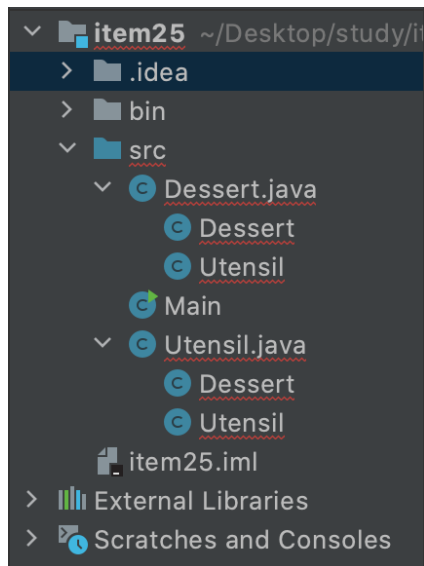 item25 ~/Desktop/study/it
.idea
bin
src
Dessert.java
Dessert
Utensil
Main
Utensil.java
Dessert
Utensil
item25.iml
External Libraries
Scratches and Consoles